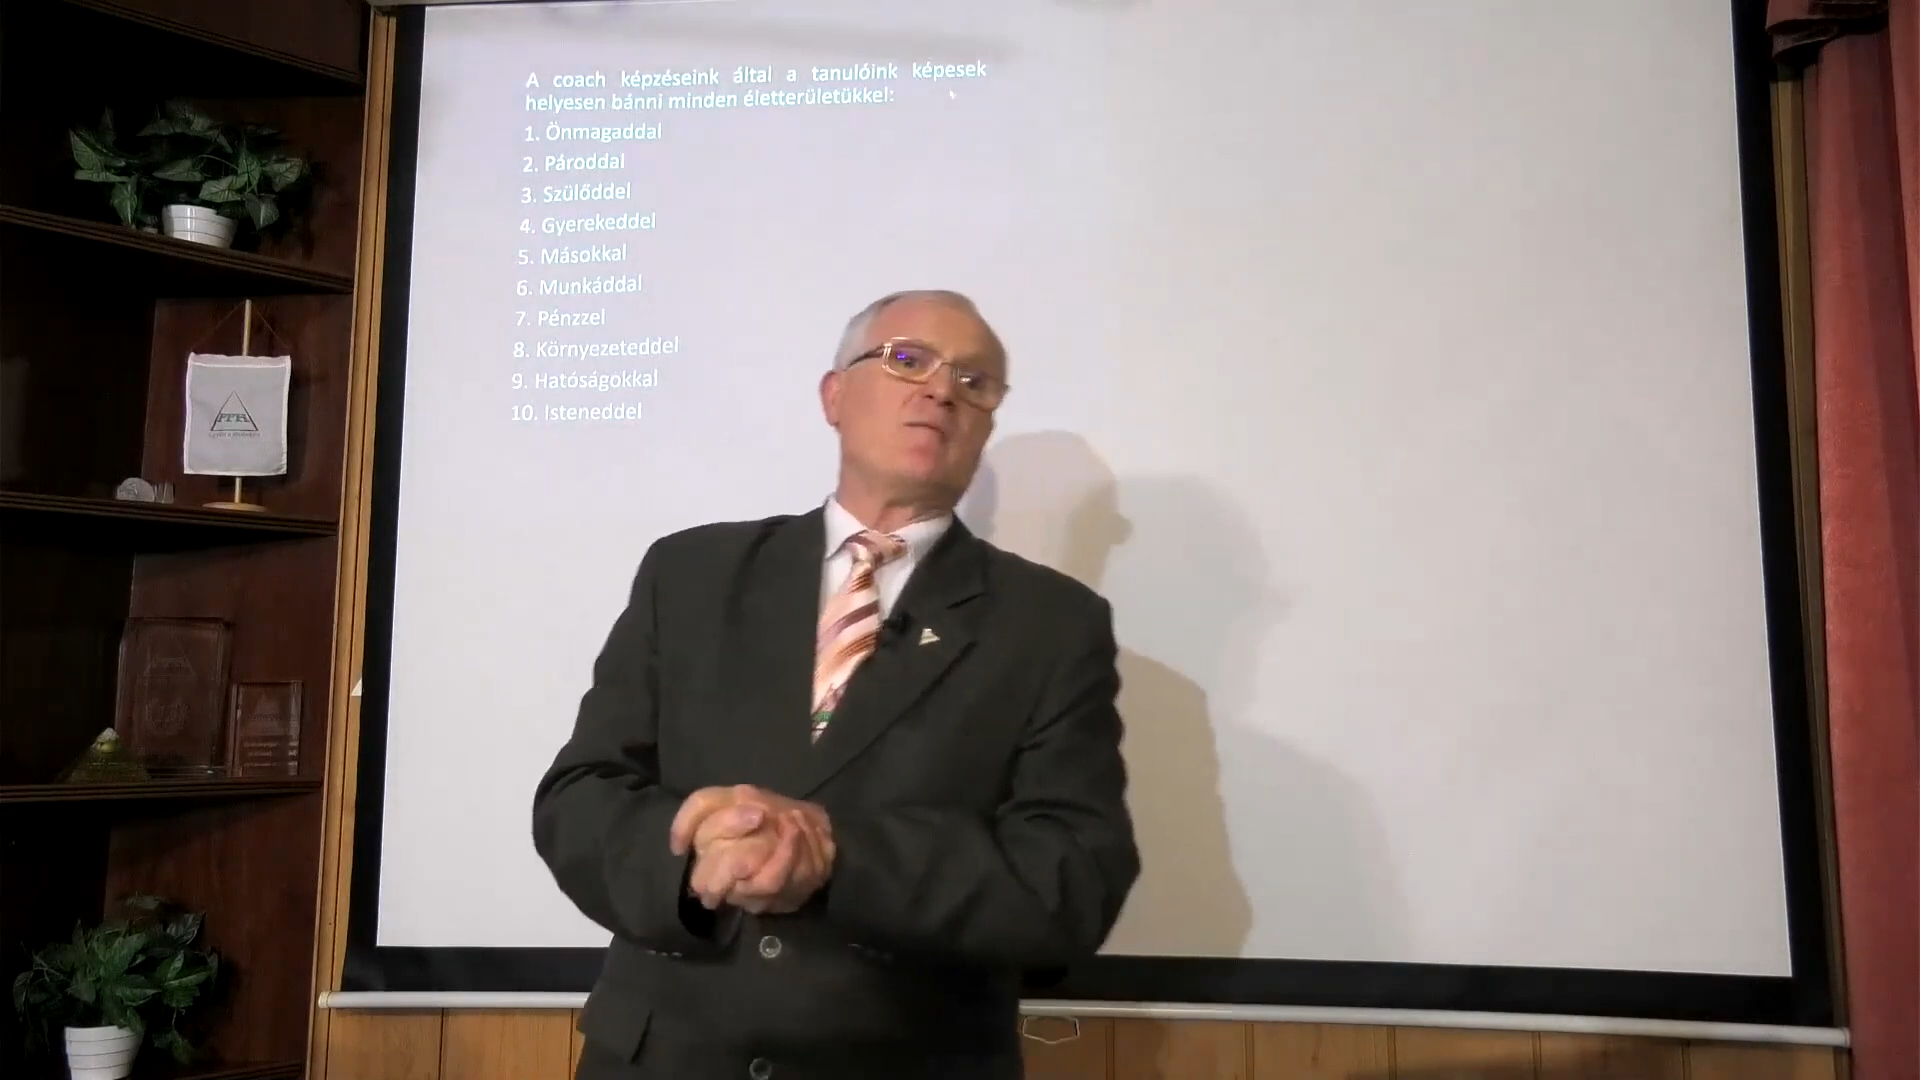 A coach képzéseink által a tanulóink képesek
helyesen bánni minden életterületükkel:
1. Önmagaddal
2. Pároddal
3. Szülőddel
4. Gyerekeddel
5. Másokkal
6. Munkáddal
7. Pénzzel
8. Környezeteddel
9. Hatóságokkal
10. Isteneddel